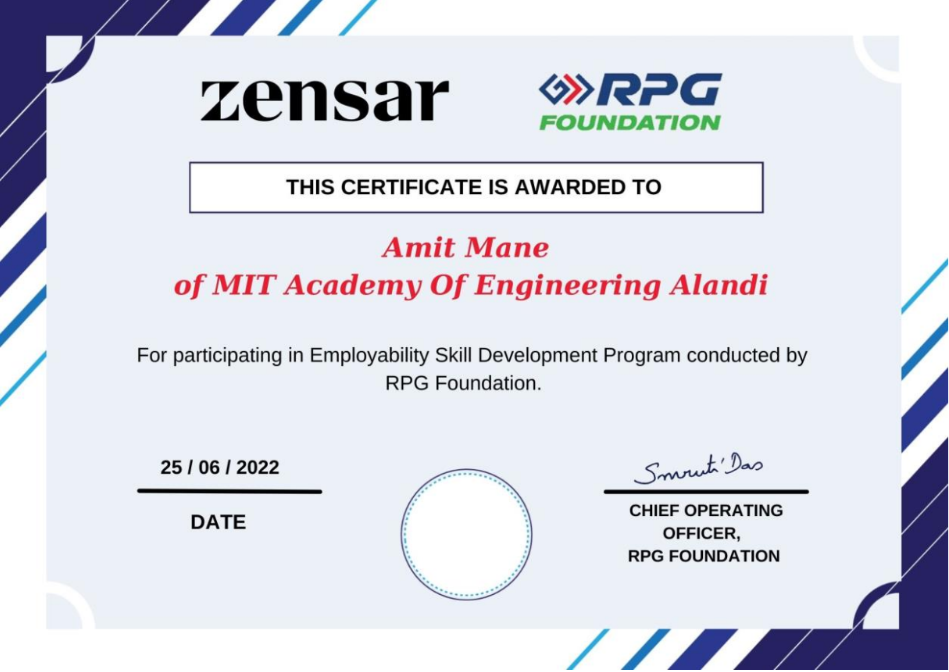 zensar
RPG
FOUNDATION
THIS CERTIFICATE IS AWARDED TO
Amit Mane
of MIT Academy Of Engineering Alandi
For participating in Employability Skill Development Program conducted by
RPG Foundation.
25 / 06 / 2022
DATE
Smruti Das
CHIEF OPERATING
OFFICER,
RPG FOUNDATION